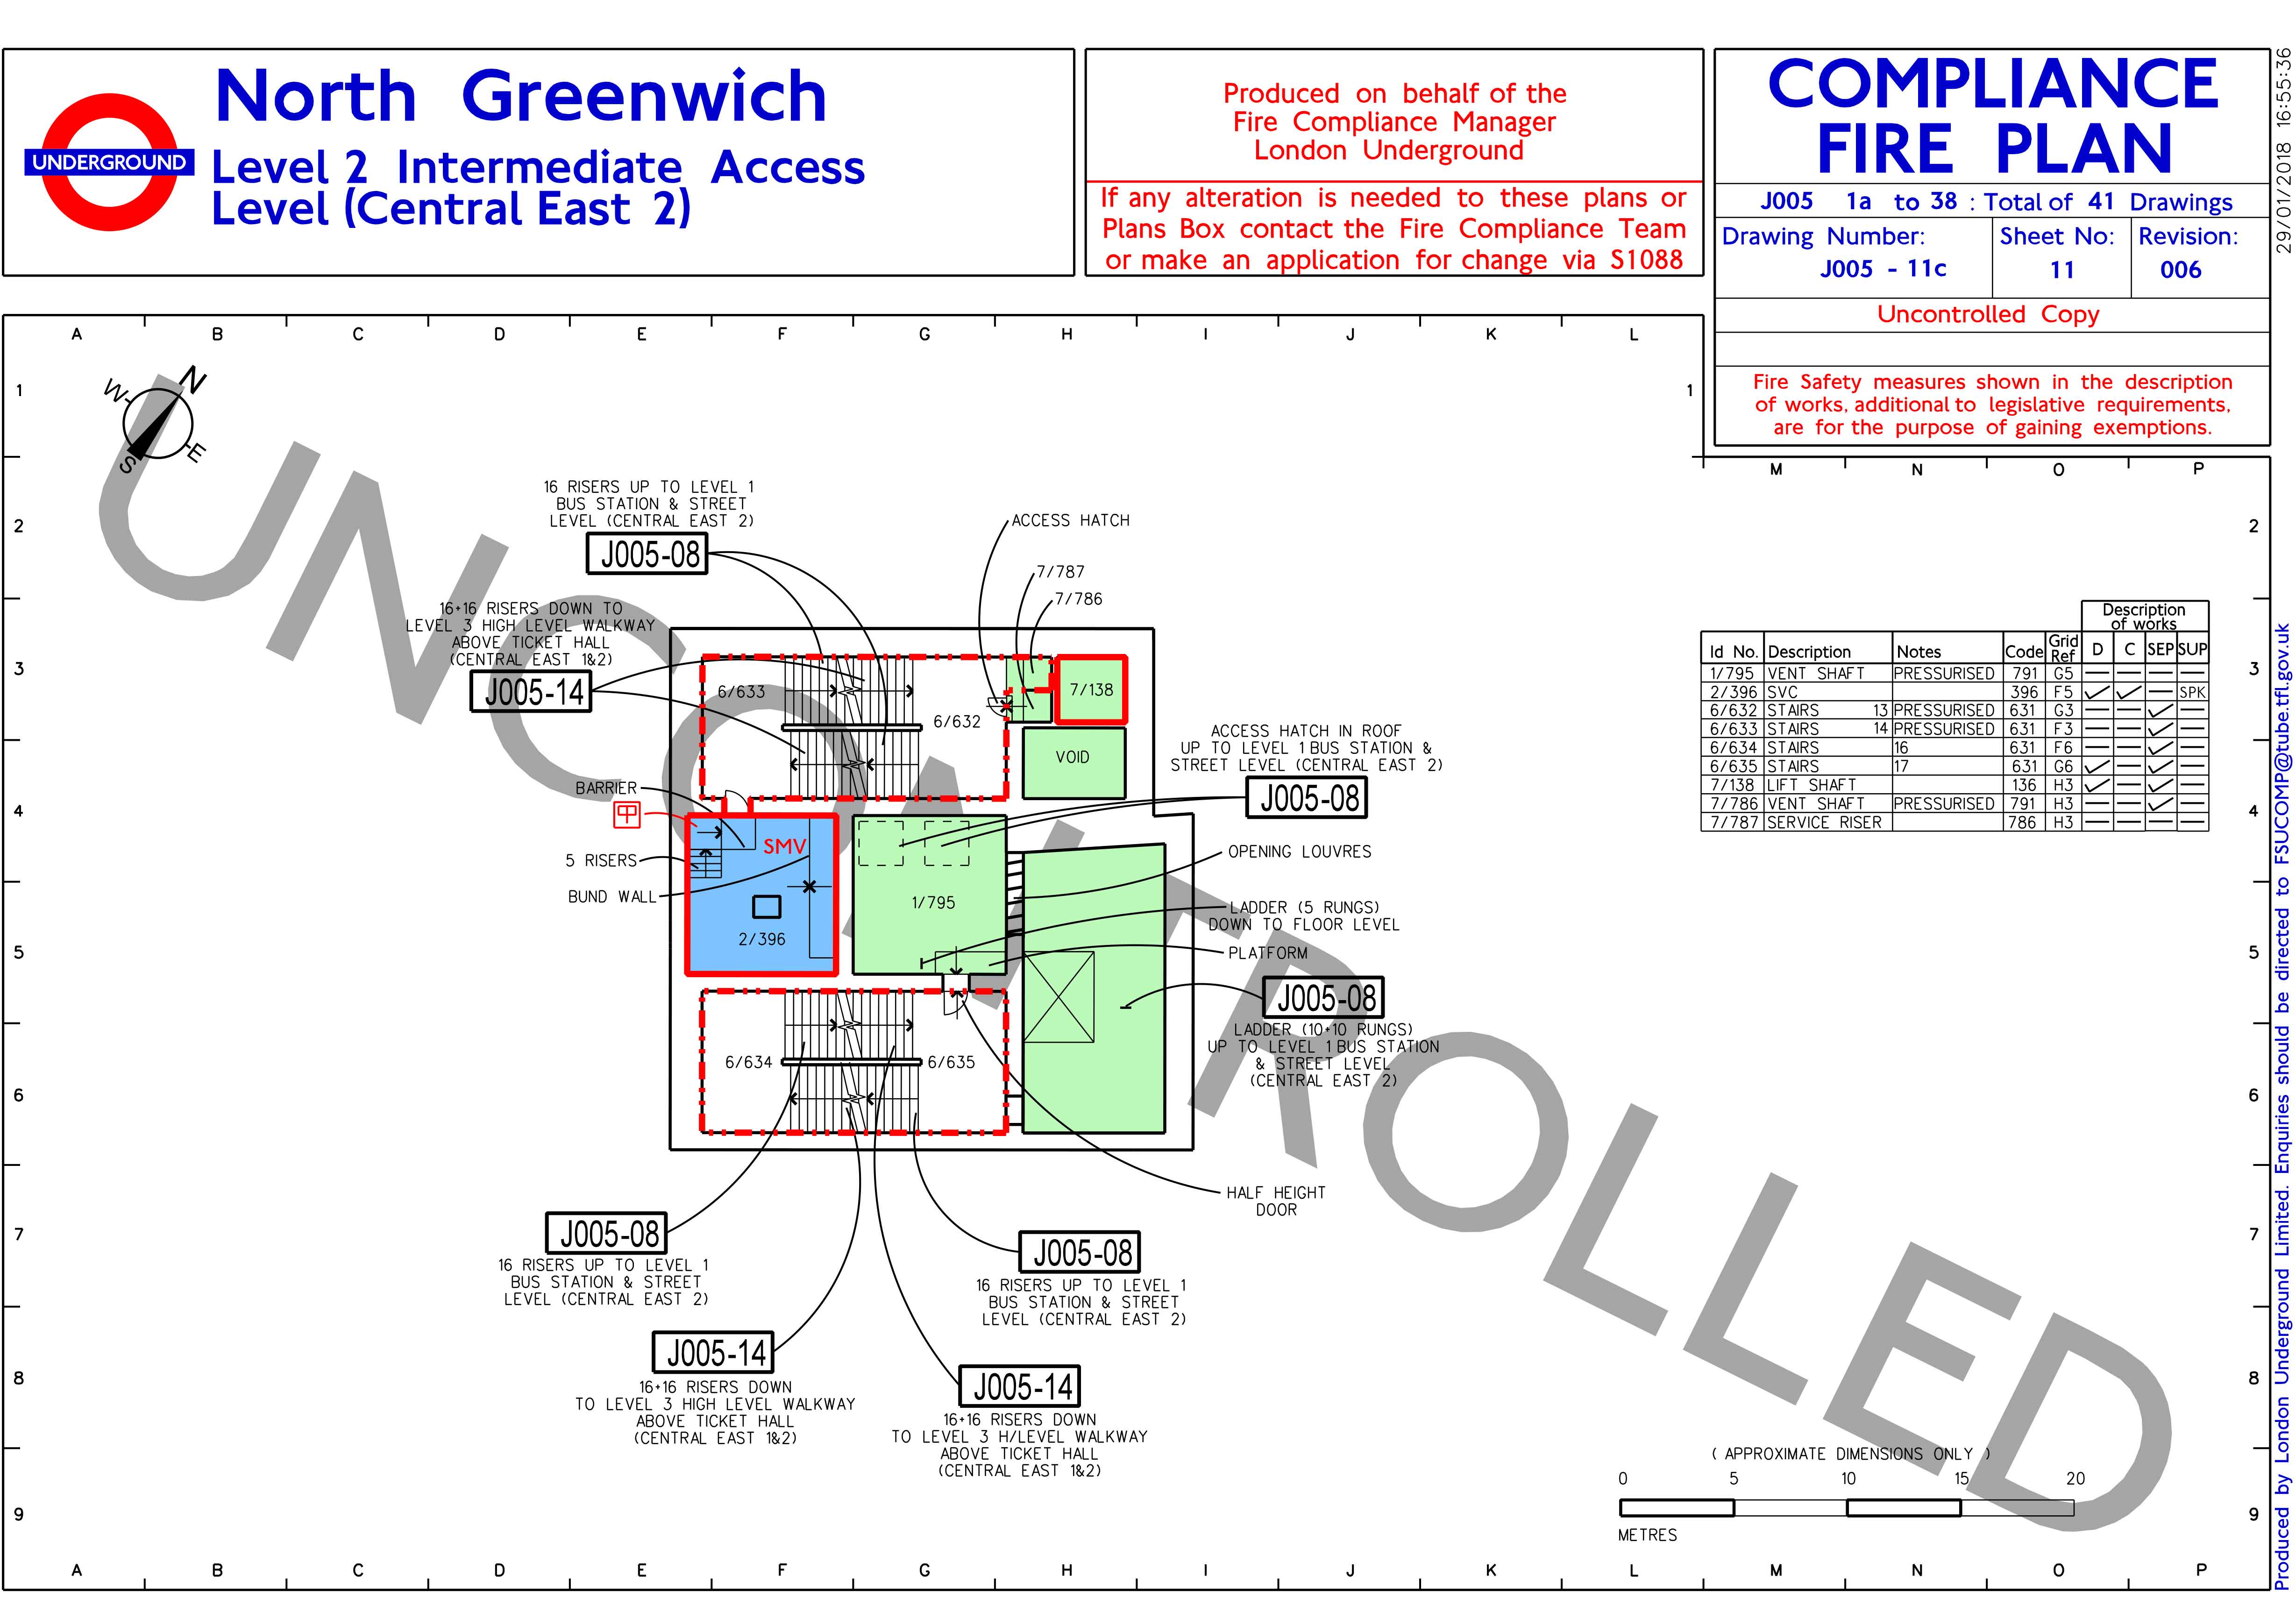 North Greenwich
Level 2 Intermediate Access
Level (Central East 2)
UNDERGROUND
Produced on behalf of the
Fire Compliance Manager
London Underground
If any alteration is needed to these plans or
Plans Box contact the Fire Compliance Team
or make an application for change via S1088
COMPLIANCE
FIRE PLAN
J005 1a to 38 : Total of 41 Drawings
Drawing Number:
J005 - 11c
Sheet No:
11
Revision:
006
Uncontrolled Copy
Fire Safety measures shown in the description
of works, additional to legislative requirements,
are for the purpose of gaining exemptions.
29/01/2018 16:55:36
A B C D E F G H I J K L
M N O P
1 1
2 2
3 3
4 4
5 5
6 6
7 7
8 8
9 9
A B C D E F G H I J K L M N O P
N
W
E
S
UNCONTROLLED
16 RISERS UP TO LEVEL 1
BUS STATION & STREET
LEVEL (CENTRAL EAST 2)
J005-08
16+16 RISERS DOWN TO
LEVEL 3 HIGH LEVEL WALKWAY
ABOVE TICKET HALL
(CENTRAL EAST 1&2)
J005-14
ACCESS HATCH
7/787
7/786
6/633
6/632
7/138
VOID
ACCESS HATCH IN ROOF
UP TO LEVEL 1 BUS STATION &
STREET LEVEL (CENTRAL EAST 2)
J005-08
BARRIER
SMV
5 RISERS
BUND WALL
2/396
1/795
OPENING LOUVRES
LADDER (5 RUNGS)
DOWN TO FLOOR LEVEL
PLATFORM
J005-08
LADDER (10+10 RUNGS)
UP TO LEVEL 1 BUS STATION
& STREET LEVEL
(CENTRAL EAST 2)
6/634
6/635
HALF HEIGHT
DOOR
J005-08
16 RISERS UP TO LEVEL 1
BUS STATION & STREET
LEVEL (CENTRAL EAST 2)
J005-08
16 RISERS UP TO LEVEL 1
BUS STATION & STREET
LEVEL (CENTRAL EAST 2)
J005-14
16+16 RISERS DOWN
TO LEVEL 3 HIGH LEVEL WALKWAY
ABOVE TICKET HALL
(CENTRAL EAST 1&2)
J005-14
16+16 RISERS DOWN
TO LEVEL 3 H/LEVEL WALKWAY
ABOVE TICKET HALL
(CENTRAL EAST 1&2)
Description
of works
Id No. Description Notes Code Grid Ref D C SEP SUP
1/795 VENT SHAFT PRESSURISED 791 G5 — — — —
2/396 SVC 396 F5 ✓ ✓ — SPK
6/632 STAIRS 13 PRESSURISED 631 G3 — — ✓ —
6/633 STAIRS 14 PRESSURISED 631 F3 — — ✓ —
6/634 STAIRS 16 631 F6 — — ✓ —
6/635 STAIRS 17 631 G6 ✓ — ✓ —
7/138 LIFT SHAFT 136 H3 ✓ — ✓ —
7/786 VENT SHAFT PRESSURISED 791 H3 — — ✓ —
7/787 SERVICE RISER 786 H3 — — — —
( APPROXIMATE DIMENSIONS ONLY )
0 5 10 15 20
METRES
Produced by London Underground Limited. Enquiries should be directed to FSUCOMP@tube.tfl.gov.uk